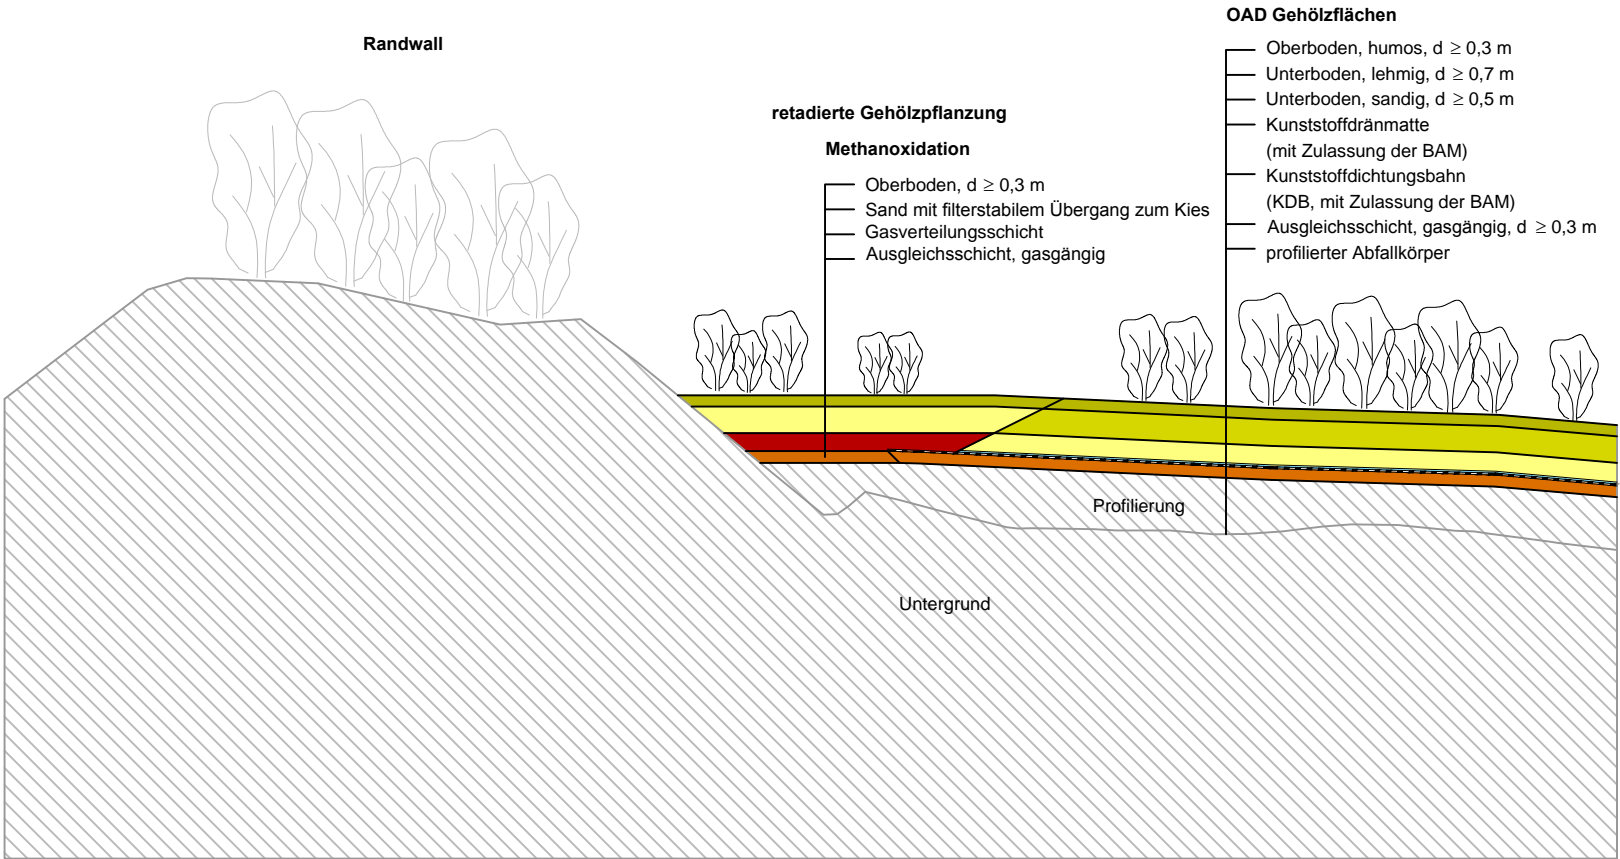 Randwall
retadierte Gehölzpflanzung
Methanoxidation
Oberboden, d ≥ 0,3 m
Sand mit filterstabilem Übergang zum Kies
Gasverteilungsschicht
Ausgleichsschicht, gasgängig
OAD Gehölzflächen
Oberboden, humos, d ≥ 0,3 m
Unterboden, lehmig, d ≥ 0,7 m
Unterboden, sandig, d ≥ 0,5 m
Kunststoffdränmatte
(mit Zulassung der BAM)
Kunststoffdichtungsbahn
(KDB, mit Zulassung der BAM)
Ausgleichsschicht, gasgängig, d ≥ 0,3 m
profilierter Abfallkörper
Profilierung
Untergrund